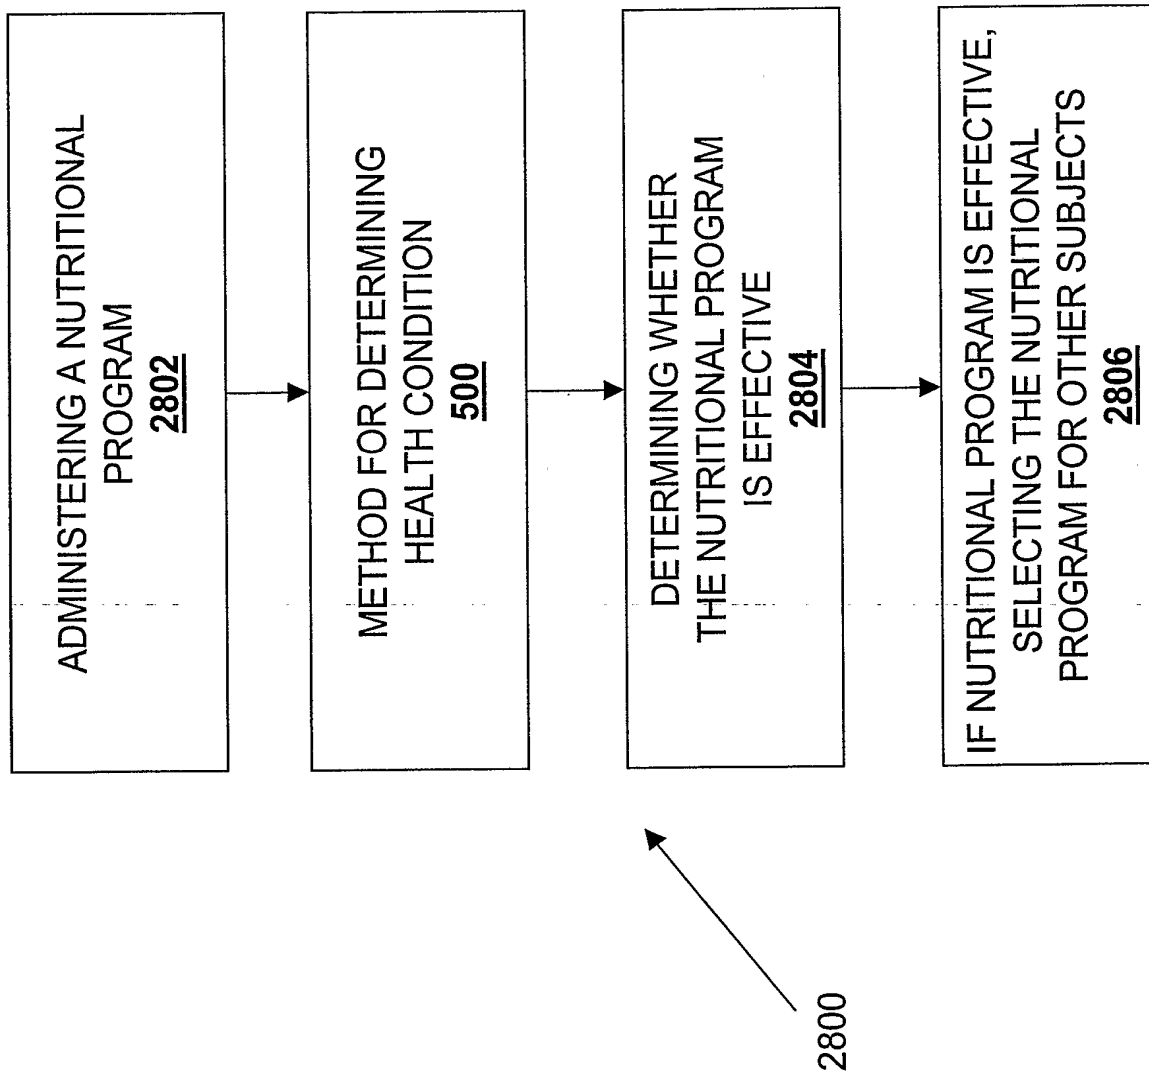 ADMINISTERING A NUTRITIONAL
PROGRAM
2802
METHOD FOR DETERMINING
HEALTH CONDITION
500
DETERMINING WHETHER
THE NUTRITIONAL PROGRAM
IS EFFECTIVE
2804
IF NUTRITIONAL PROGRAM IS EFFECTIVE,
SELECTING THE NUTRITIONAL
PROGRAM FOR OTHER SUBJECTS
2806
2800